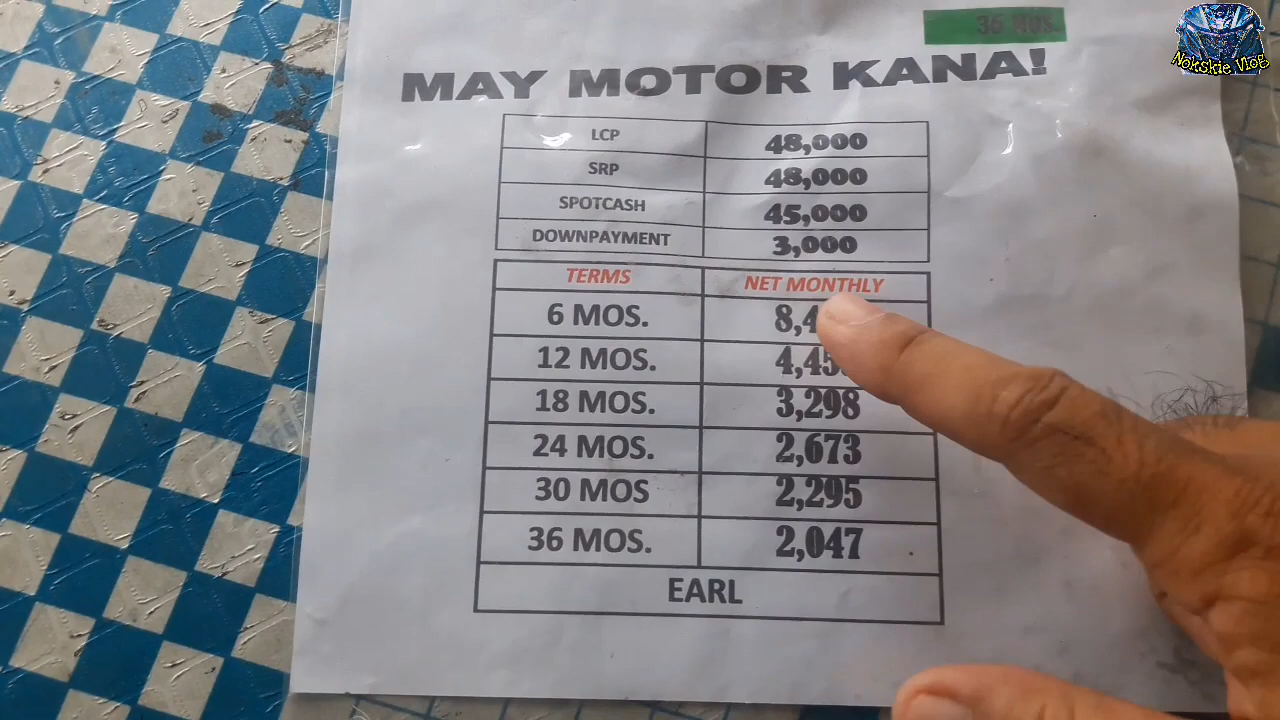 36 MOS.
Nokskie Vlog
MAY MOTOR KANA!
LCP 48,000
SRP 48,000
SPOTCASH 45,000
DOWNPAYMENT 3,000
TERMS NET MONTHLY
6 MOS.
12 MOS.
18 MOS. 3,298
24 MOS. 2,673
30 MOS 2,295
36 MOS. 2,047
EARL